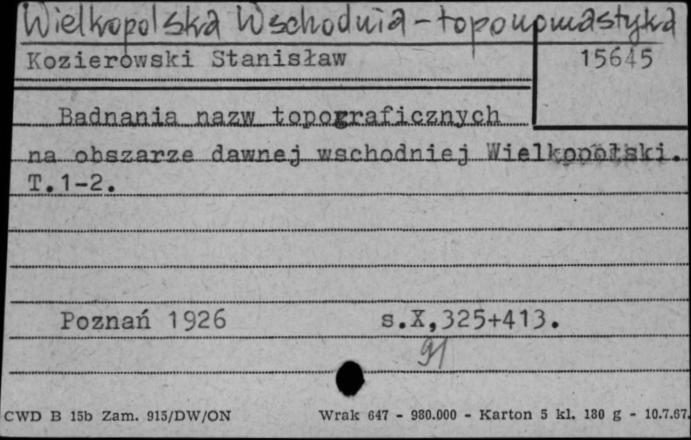 Wielkopolska Wschodnia - toponomastyka
Kozierowski Stanisław
15645
Badnania nazw topograficznych
na obszarze dawnej wschodniej Wielkopolski.
T.1-2.
Poznań 1926 s.X,325+413.
91
CWD B 15b Zam. 915/DW/ON Wrak 647 - 980.000 - Karton 5 kl. 180 g - 10.7.67.